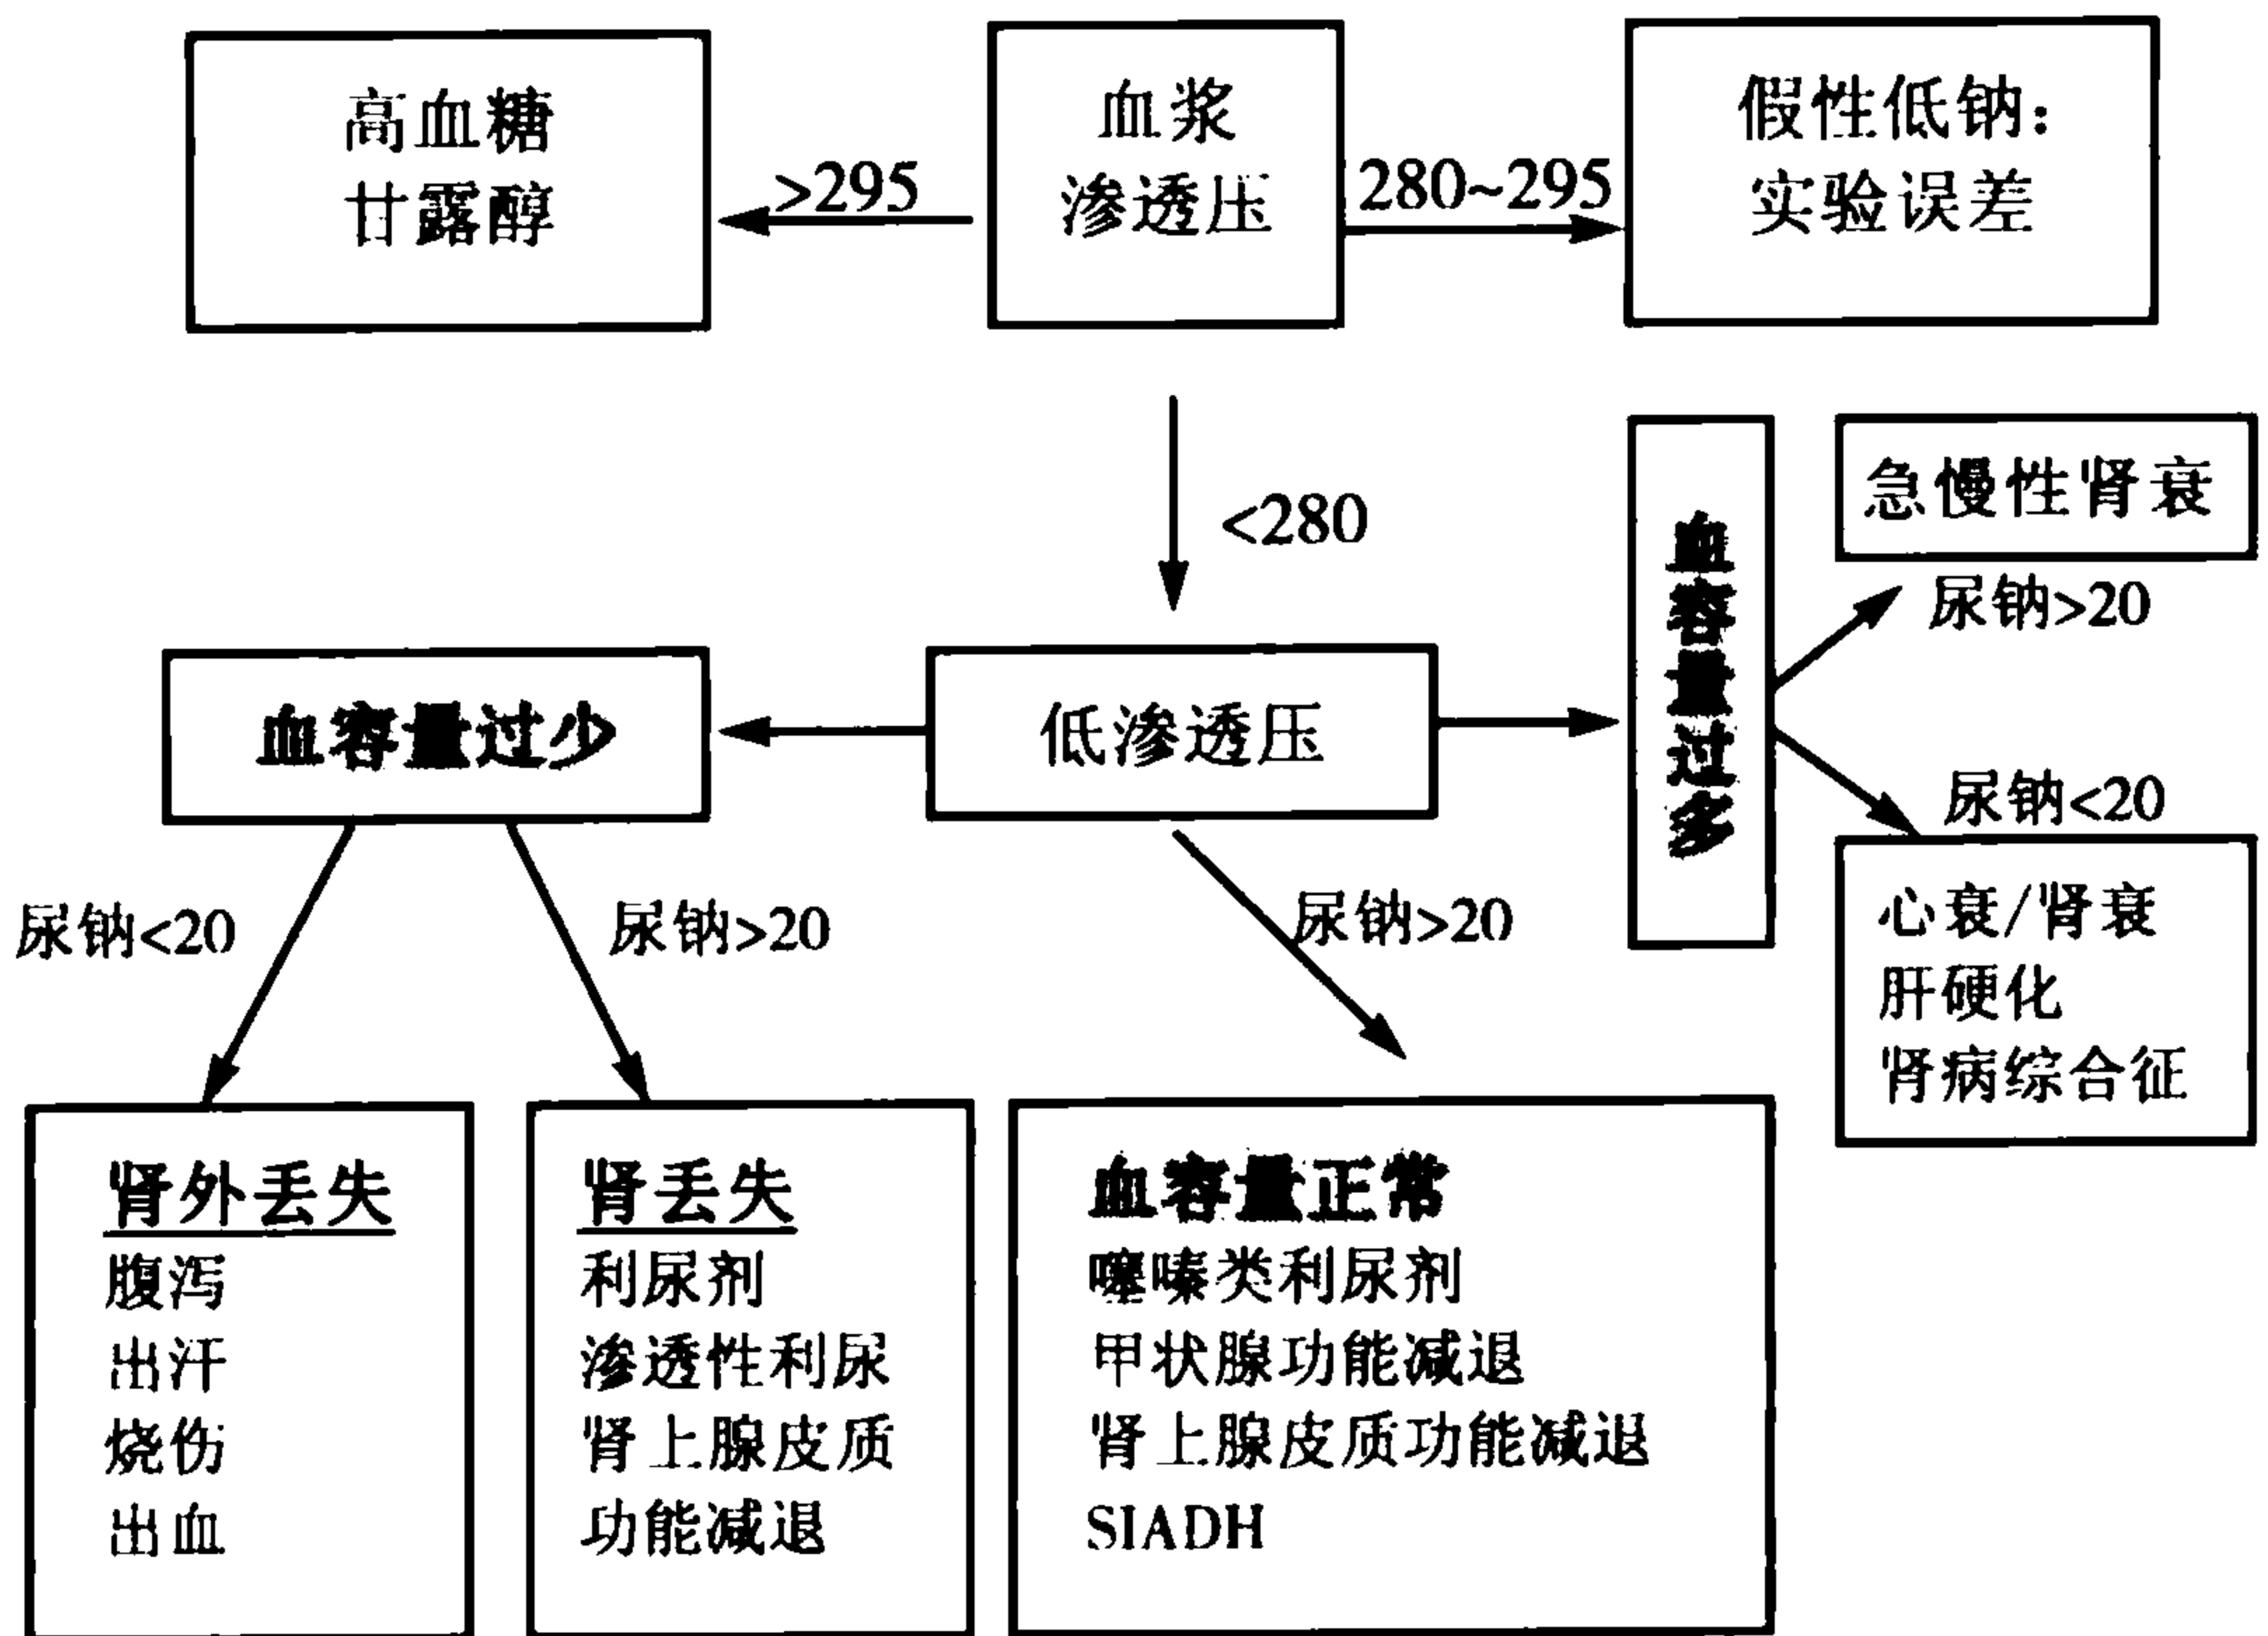 高血糖
甘露醇
>295
血浆
渗透压
280~295
假性低钠：
实验误差
<280
血容量过少
低渗透压
血容量过多
急慢性肾衰
尿钠>20
尿钠<20
心衰/肾衰
肝硬化
肾病综合征
尿钠<20
尿钠>20
尿钠>20
肾外丢失
腹泻
出汗
烧伤
出血
肾丢失
利尿剂
渗透性利尿
肾上腺皮质
功能减退
血容量正常
噻嗪类利尿剂
甲状腺功能减退
肾上腺皮质功能减退
SIADH